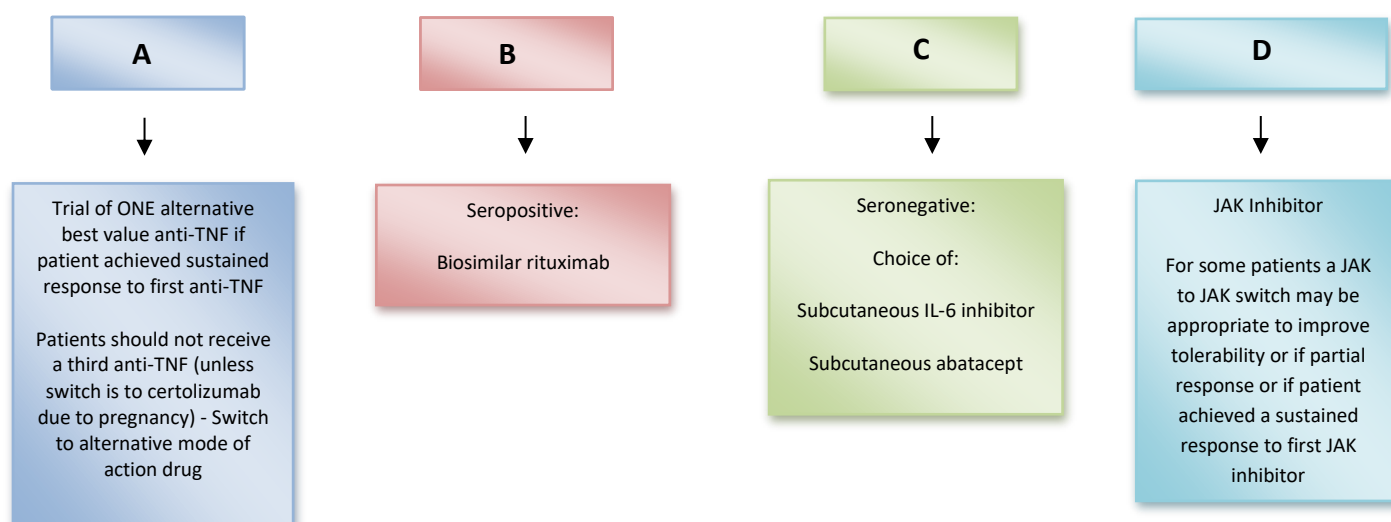 A
B
C
D
Trial of ONE alternative
best value anti-TNF if
patient achieved sustained
response to first anti-TNF
Patients should not receive
a third anti-TNF (unless
switch is to certolizumab
due to pregnancy) - Switch
to alternative mode of
action drug
Seropositive:
Biosimilar rituximab
Seronegative:
Choice of:
Subcutaneous IL-6 inhibitor
Subcutaneous abatacept
JAK Inhibitor
For some patients a JAK
to JAK switch may be
appropriate to improve
tolerability or if partial
response or if patient
achieved a sustained
response to first JAK
inhibitor